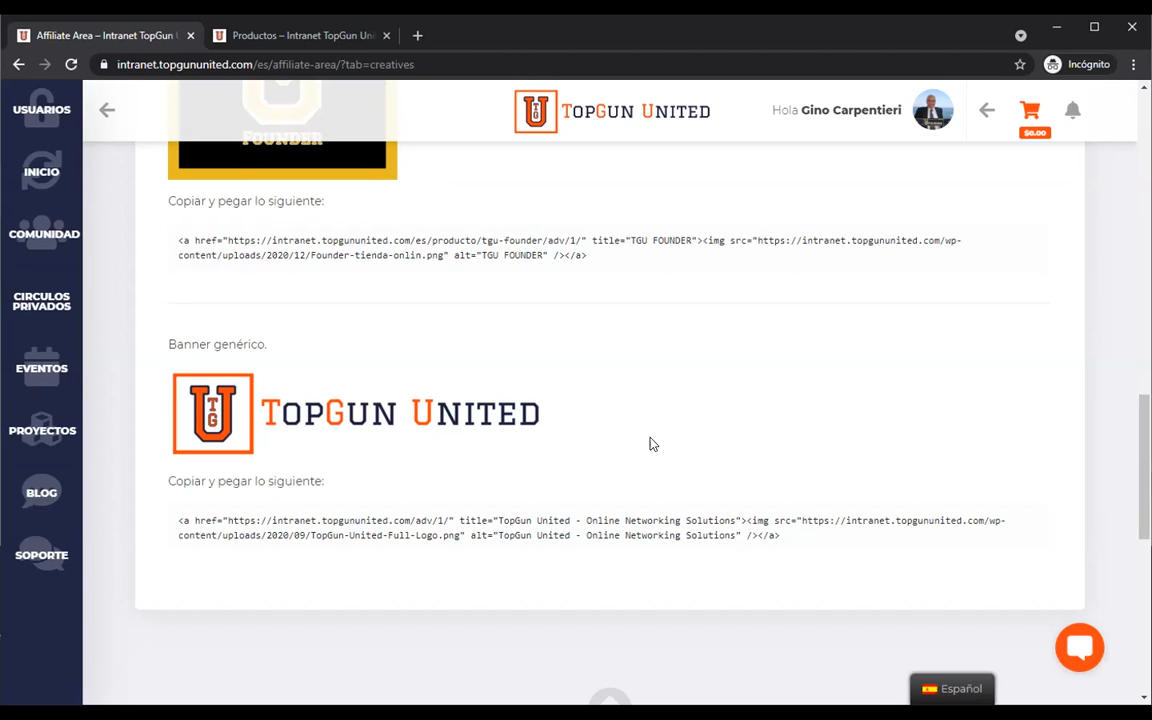 Affiliate Area – Intranet TopGun U
Productos – Intranet TopGun Uni
intranet.topgununited.com/es/affiliate-area/?tab=creatives
Incógnito
USUARIOS
INICIO
COMUNIDAD
CIRCULOS
PRIVADOS
EVENTOS
PROYECTOS
BLOG
SOPORTE
U
TG
TOPGUN UNITED
Hola Gino Carpentieri
$0.00
FOUNDER
Copiar y pegar lo siguiente:
<a href="https://intranet.topgununited.com/es/producto/tgu-founder/adv/1/" title="TGU FOUNDER"><img src="https://intranet.topgununited.com/wp-
content/uploads/2020/12/Founder-tienda-onlin.png" alt="TGU FOUNDER" /></a>
Banner genérico.
U
TG
TOPGUN UNITED
Copiar y pegar lo siguiente:
<a href="https://intranet.topgununited.com/adv/1/" title="TopGun United - Online Networking Solutions"><img src="https://intranet.topgununited.com/wp-
content/uploads/2020/09/TopGun-United-Full-Logo.png" alt="TopGun United - Online Networking Solutions" /></a>
Español